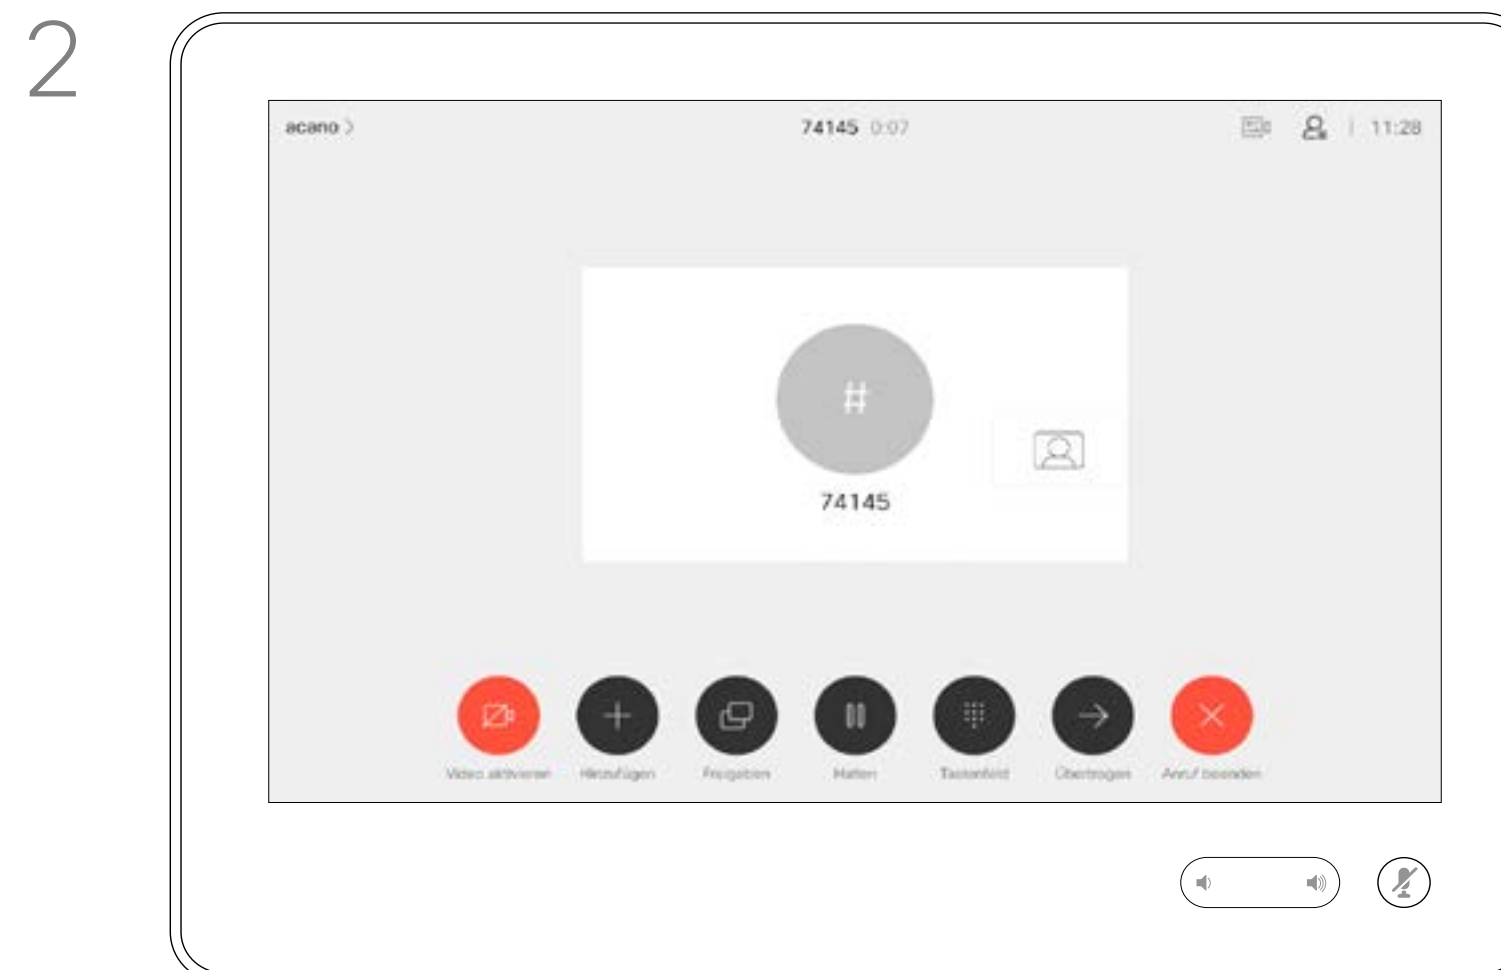 2
acano >
74145 0:07
11:28
#
74145
Video aktivieren
Hinzufügen
Freigeben
Halten
Tastenfeld
Übertragen
Anruf beenden